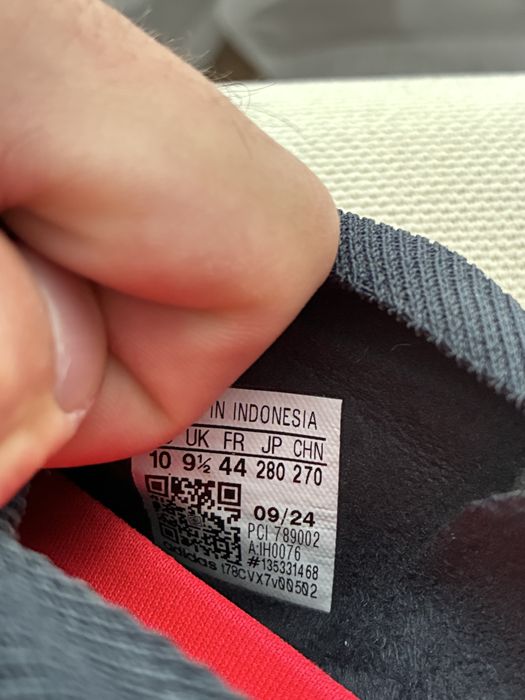 IN INDONESIA
UK FR JP CHN
10 9½ 44 280 270
09/24
PCI 789002
A:IH0076
#135331468
adidas t78CVX7v00502